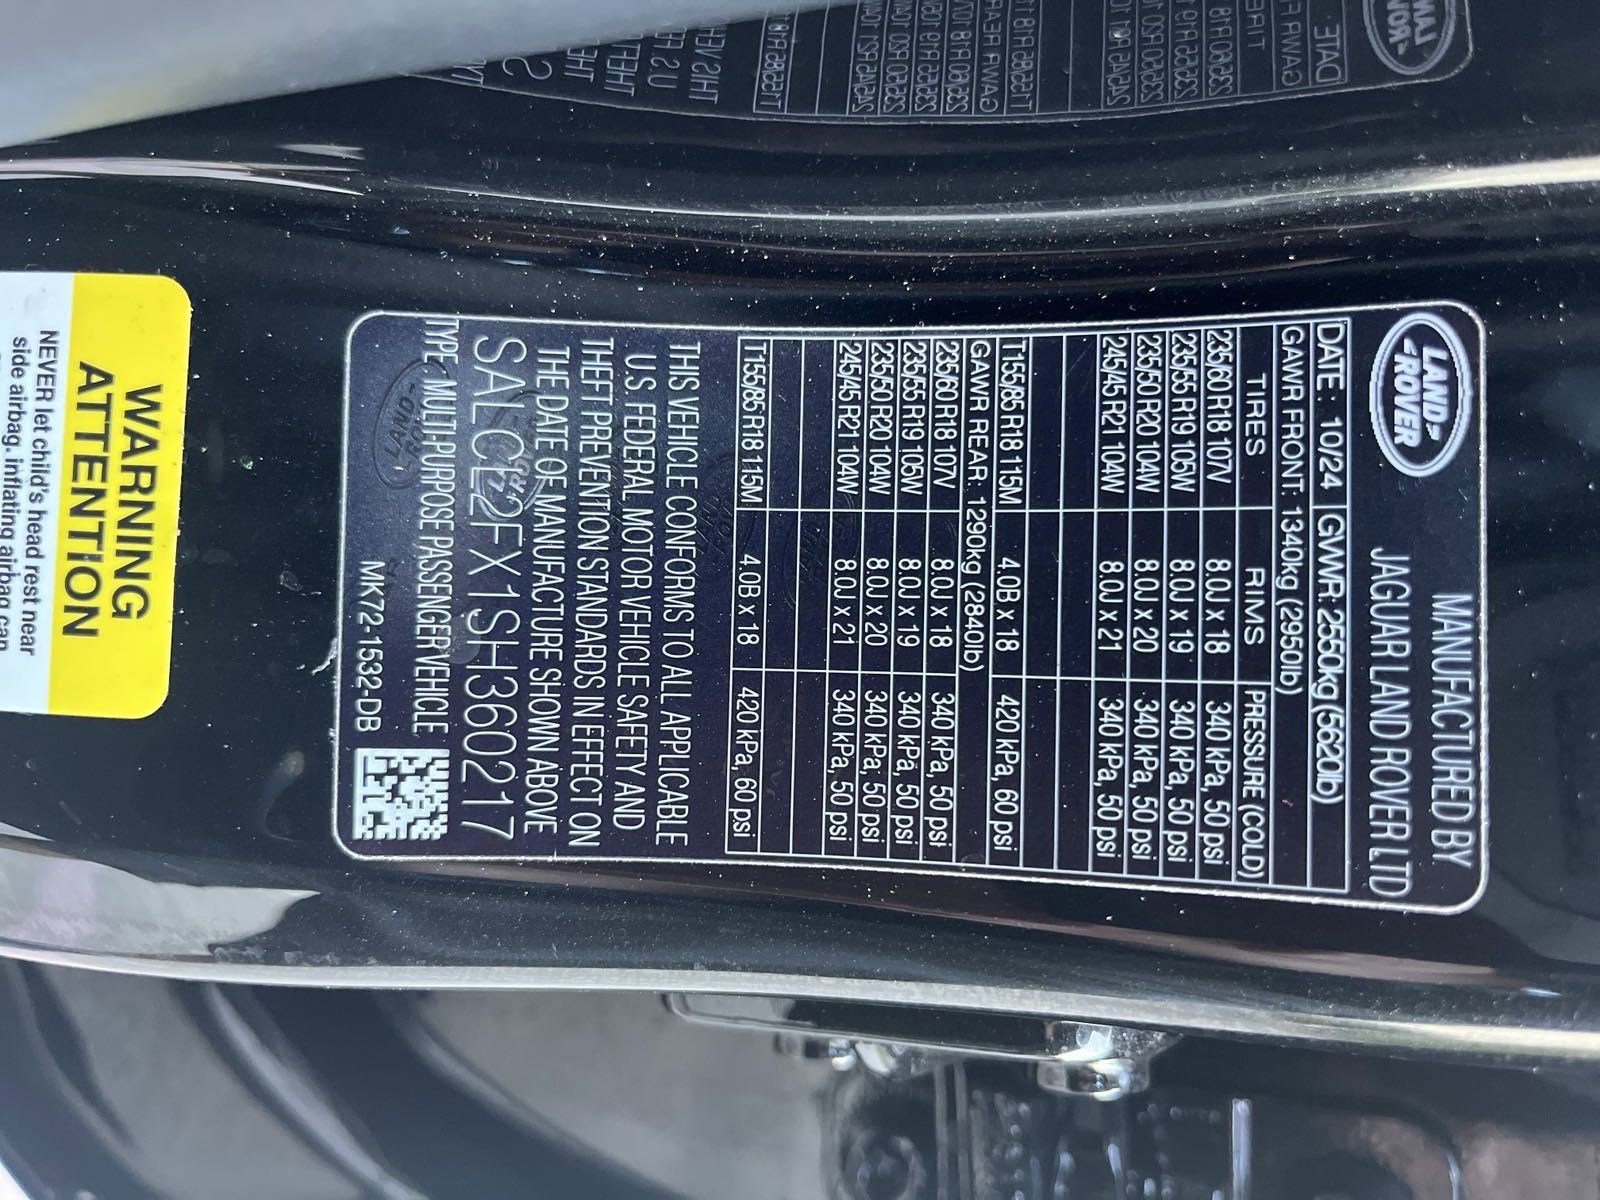 LAND-
-ROVER
MANUFACTURED BY
JAGUAR LAND ROVER LTD
DATE : 10/24 GWWR: 2550kg (5620lb)
GAWR FRONT: 1340kg (2950lb)
TIRES RIMS PRESSURE (COLD)
235/60 R18 107V 8.0J x 18 340 kPa, 50 psi
235/55 R19 105W 8.0J x 19 340 kPa, 50 psi
235/50 R20 104W 8.0J x 20 340 kPa, 50 psi
245/45 R21 104W 8.0J x 21 340 kPa, 50 psi
T155/85 R18 115M 4.0B x 18 420 kPa, 60 psi
GAWR REAR: 1290kg (2840lb)
235/60 R18 107V 8.0J x 18 340 kPa, 50 psi
235/55 R19 105W 8.0J x 19 340 kPa, 50 psi
235/50 R20 104W 8.0J x 20 340 kPa, 50 psi
245/45 R21 104W 8.0J x 21 340 kPa, 50 psi
T155/85 R18 115M 4.0B x 18 420 kPa, 60 psi
THIS VEHICLE CONFORMS TO ALL APPLICABLE
U.S. FEDERAL MOTOR VEHICLE SAFETY AND
THEFT PREVENTION STANDARDS IN EFFECT ON
THE DATE OF MANUFACTURE SHOWN ABOVE
SALCL2FX1SH360217
TYPE: MULTI-PURPOSE PASSENGER VEHICLE
MK72-1532-DB
WARNING
ATTENTION
NEVER let child's head rest near
side airbag, inflating airbag can